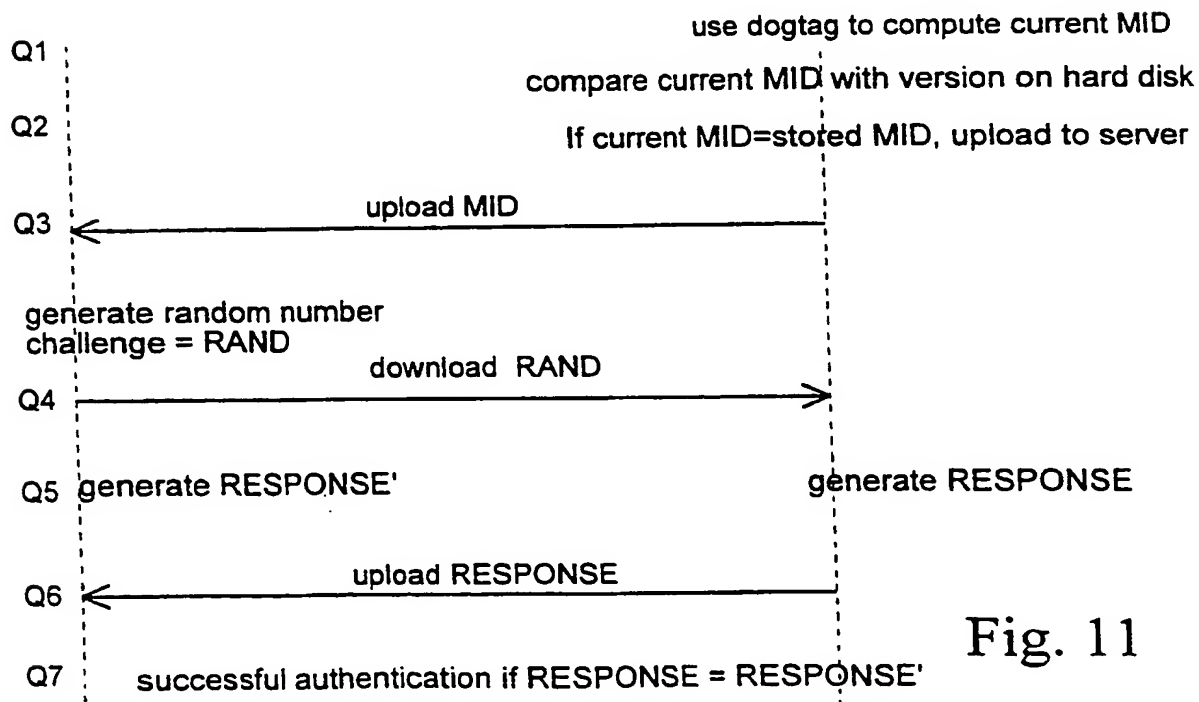 use dogtag to compute current MID
Q1
compare current MID with version on hard disk
Q2
If current MID=stored MID, upload to server
upload MID
Q3
generate random number
challenge = RAND
download RAND
Q4
Q5 generate RESPONSE' generate RESPONSE
upload RESPONSE
Q6
Fig. 11
Q7 successful authentication if RESPONSE = RESPONSE'